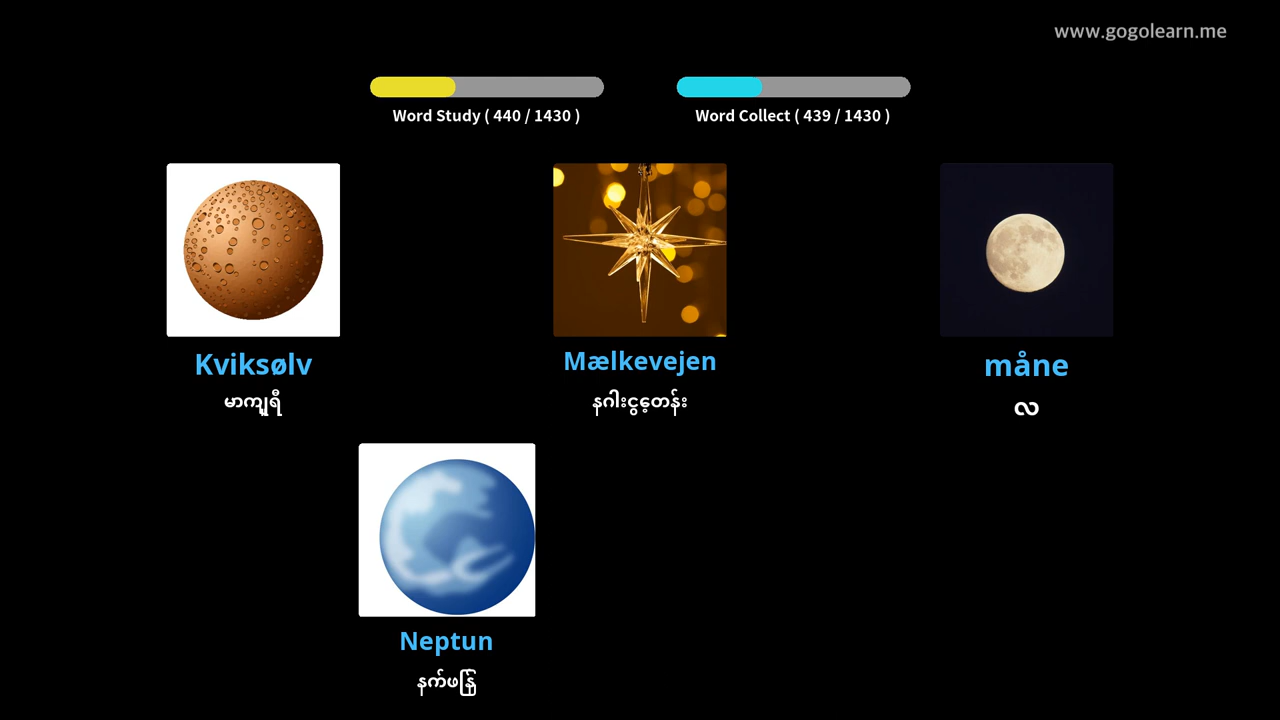 www.gogolearn.me
Word Study ( 440 / 1430 )
Word Collect ( 439 / 1430 )
Kviksølv
မာကျူရီ
Mælkevejen
နဂါးငွေ့တန်း
måne
လ
Neptun
နက်ဖန်ြ